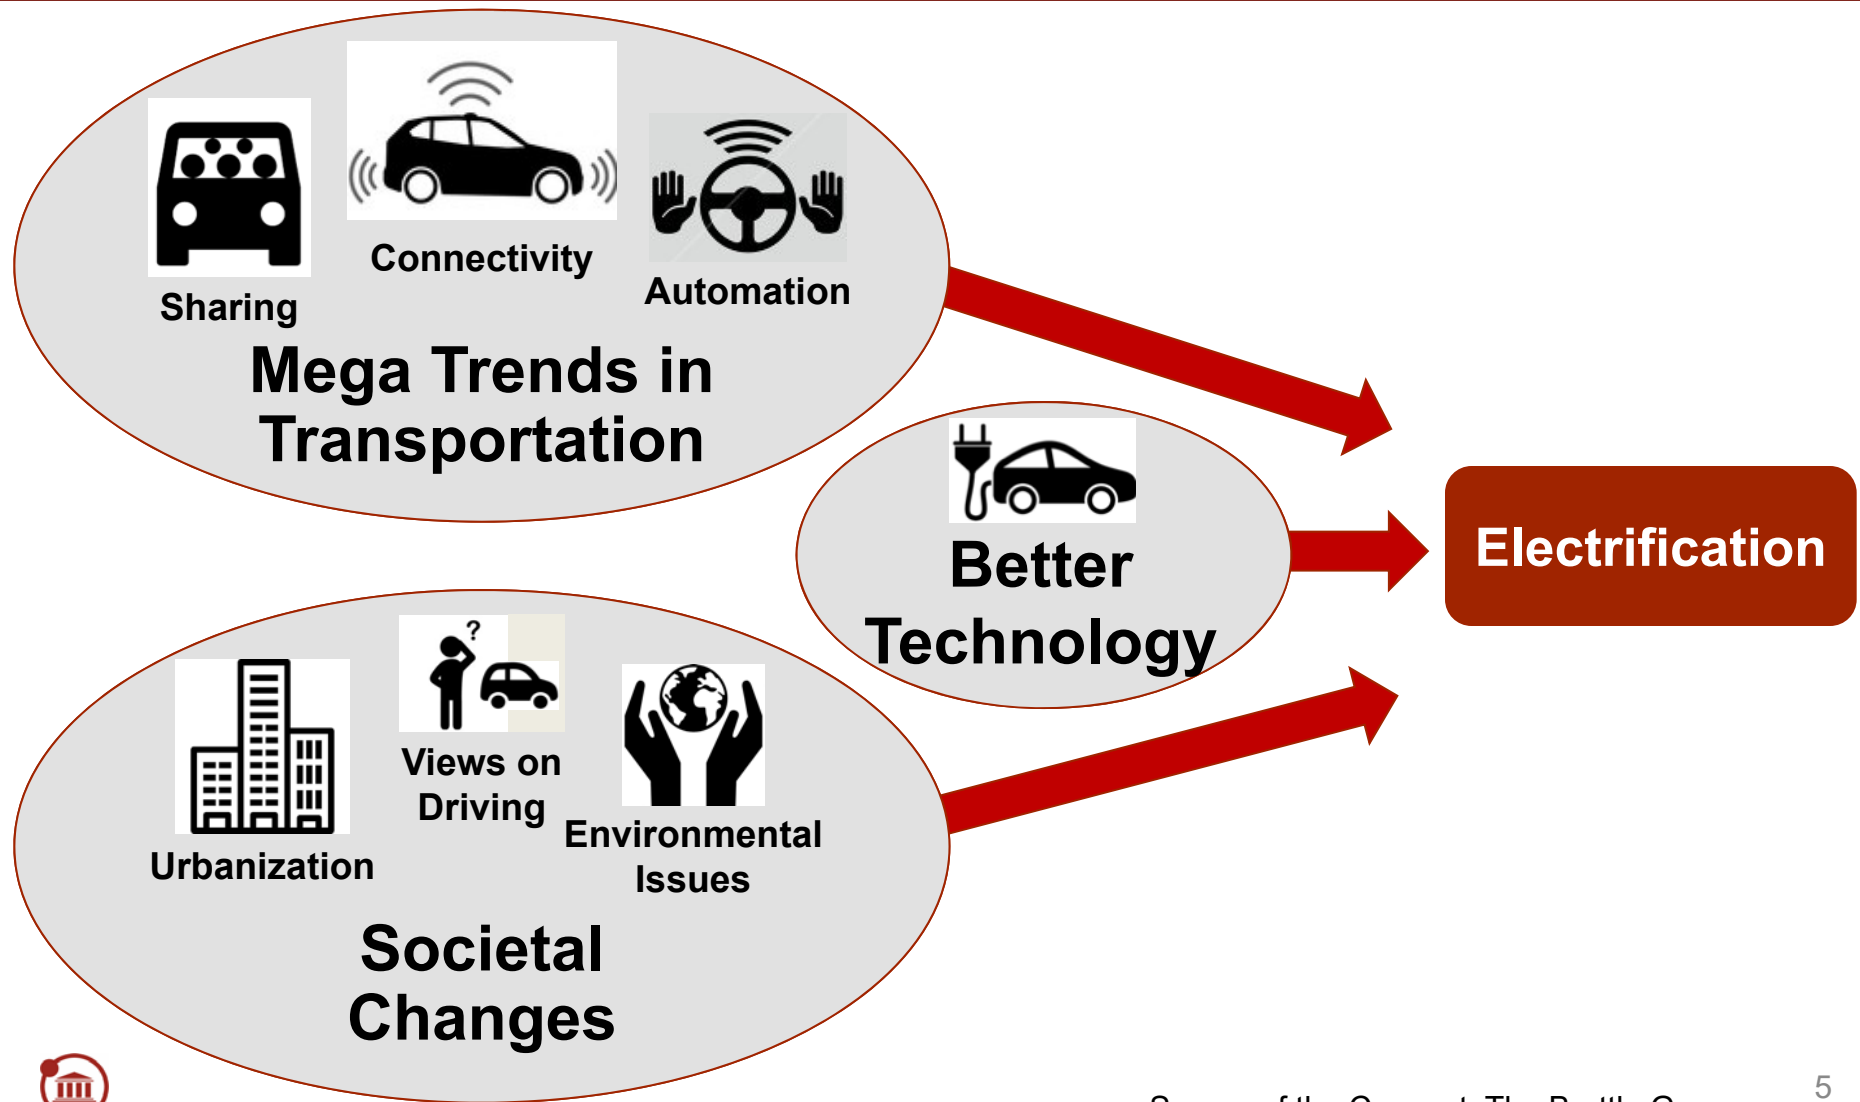 Sharing
Connectivity
Automation
Mega Trends in
Transportation
?
Better
Technology
Electrification
Urbanization
Views on
Driving
Environmental
Issues
Societal
Changes
5